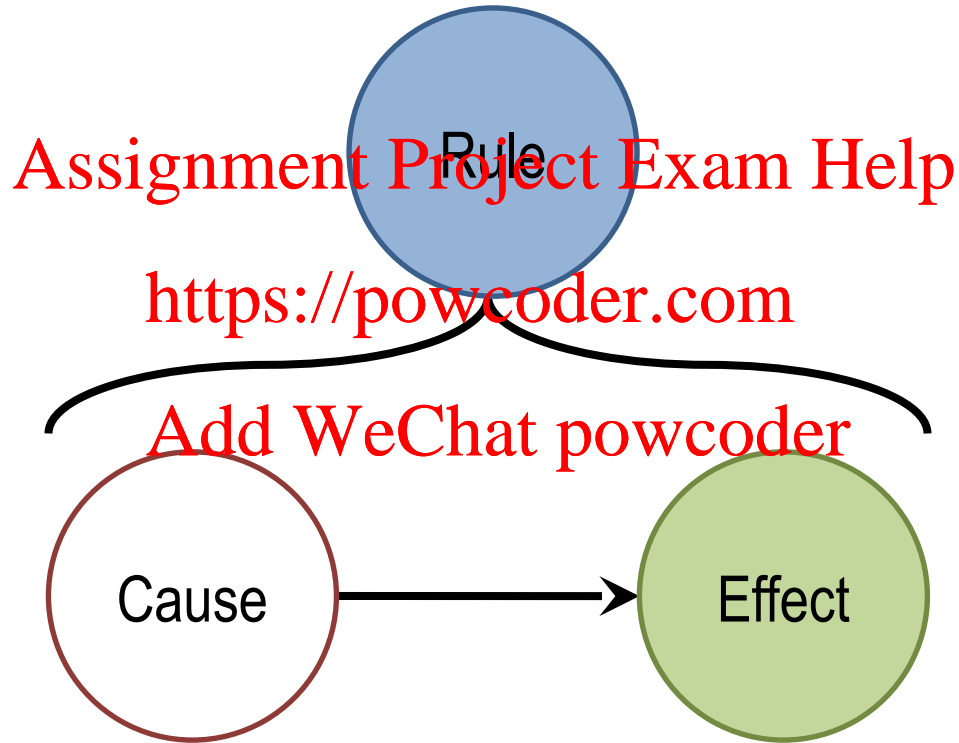 Rule
Assignment Project Exam Help
https://powcoder.com
Add WeChat powcoder
Cause
Effect